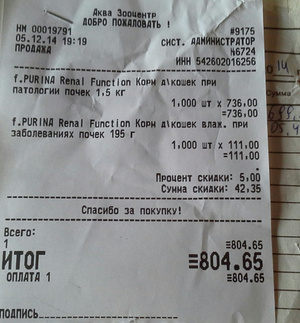 Аква Зооцентр
ДОБРО ПОЖАЛОВАТЬ !
НМ 00019791 #9175
05.12.14 19:19 СИСТ. АДМИНИСТРАТОР
ПРОДАЖА №6724
ИНН 542602016256
f.PURINA Renal Function Корм д\кошек при
патологии почек 1,5 кг
1,000 шт X 736,00
=736,00
f.PURINA Renal Function Корм д\кошек влаж. при
заболеваниях почек 195 г
1,000 шт X 111,00
=111,00
Процент скидки: 5,00
Сумма скидки: 42,35
Спасибо за покупку!
Всего:
1 ≡804.65
ИТОГ ≡804.65
ОПЛАТА 1 ≡804.65
ПОДПИСЬ
14
Сумма